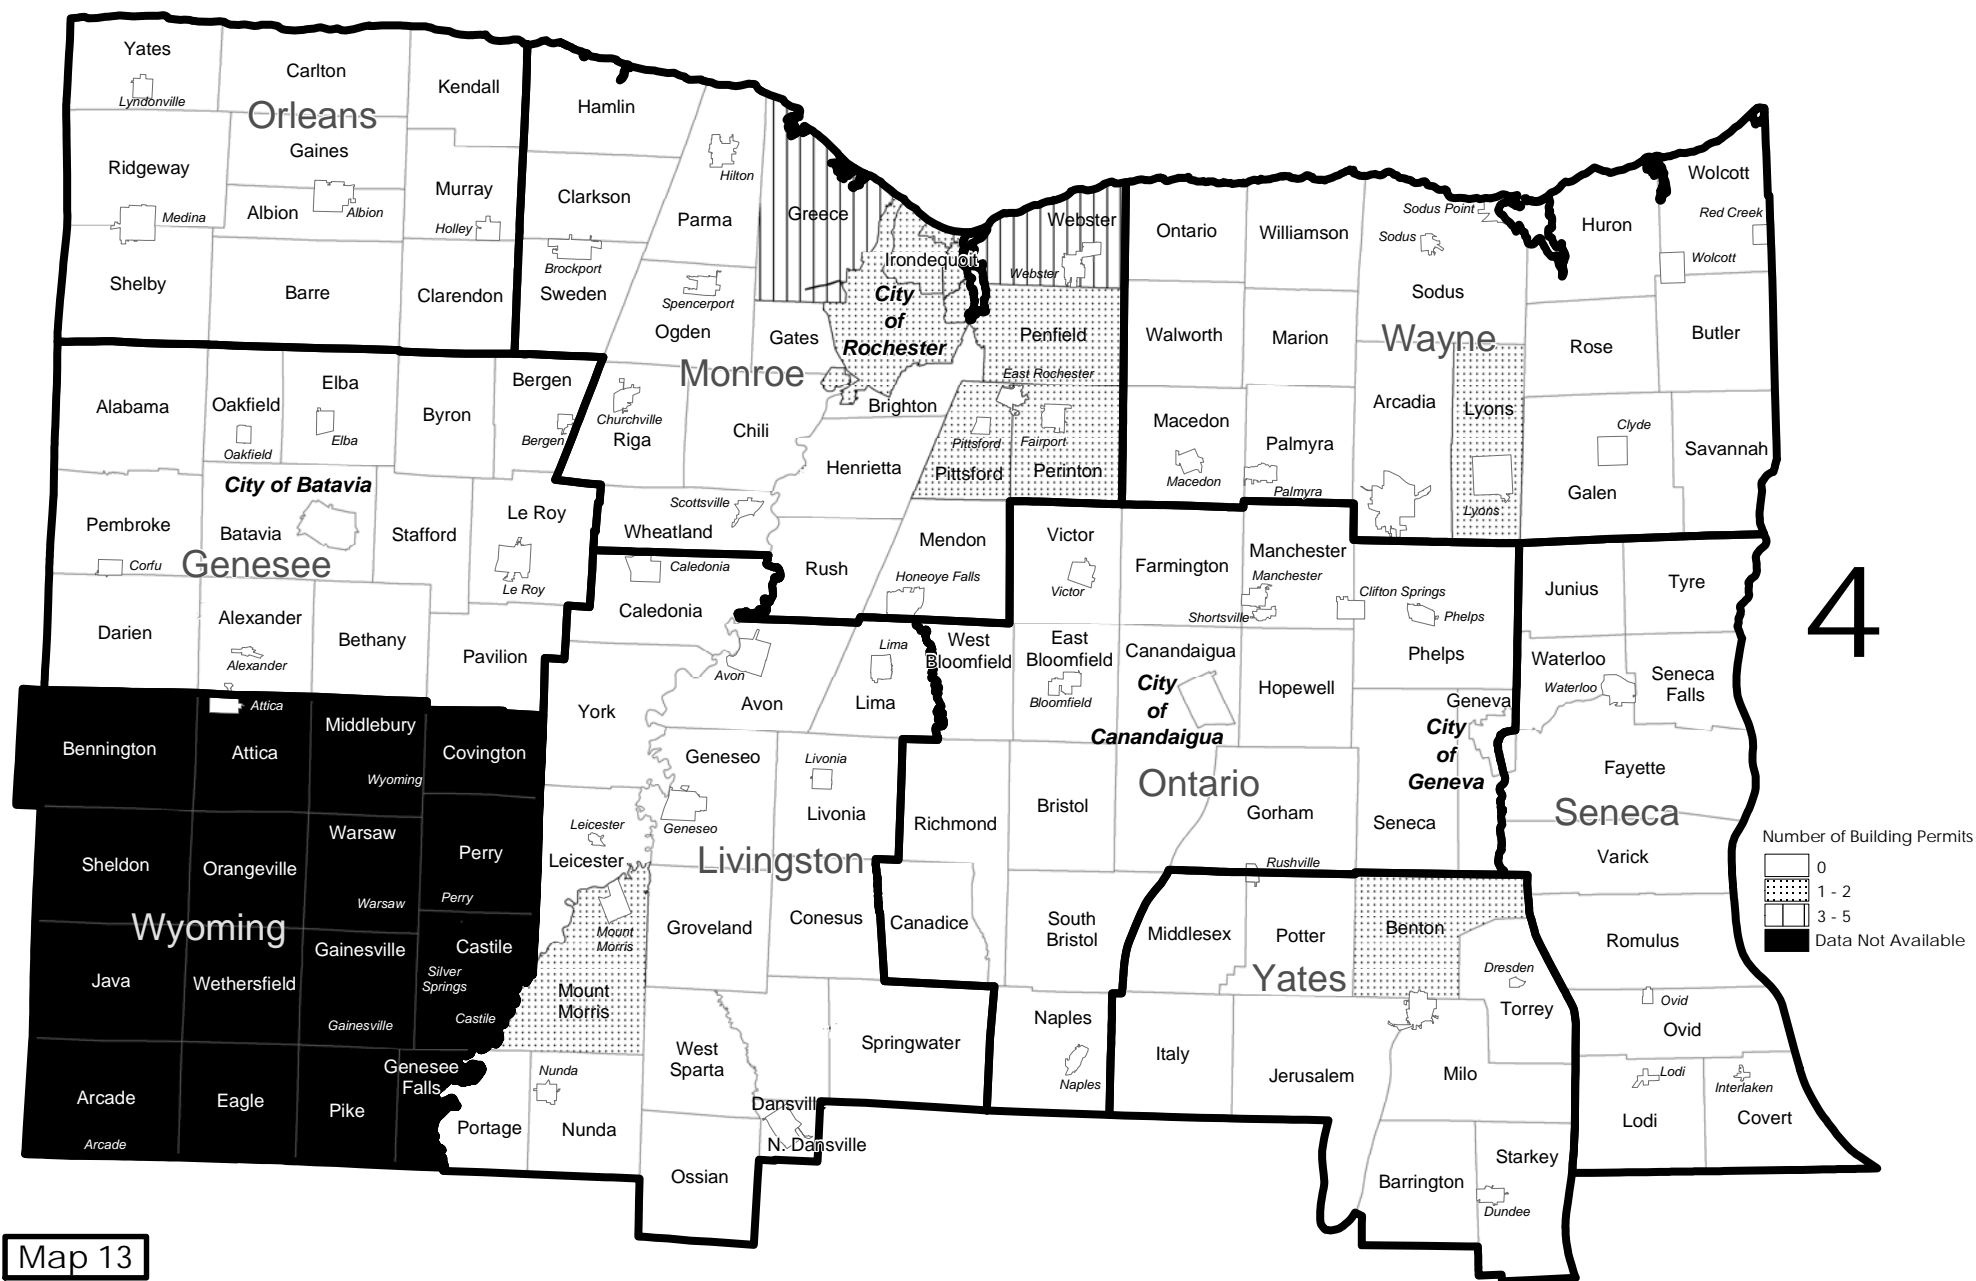 Yates
Lyndonville
Carlton
Kendall
Orleans
Gaines
Ridgeway
Murray
Albion
Albion
Medina
Holley
Shelby
Barre
Clarendon
Hamlin
Hilton
Clarkson
Parma
Greece
Brockport
Sweden
Spencerport
Ogden
Gates
Irondequoit
City
of
Rochester
Webster
Webster
Penfield
East Rochester
Monroe
Brighton
Churchville
Riga
Chili
Henrietta
Pittsford
Pittsford
Fairport
Perinton
Scottsville
Wheatland
Rush
Mendon
Honeoye Falls
Ontario
Williamson
Sodus Point
Sodus
Sodus
Huron
Wolcott
Red Creek
Wolcott
Walworth
Marion
Wayne
Rose
Butler
Macedon
Macedon
Palmyra
Palmyra
Arcadia
Lyons
Lyons
Clyde
Galen
Savannah
4
Alabama
Oakfield
Oakfield
Elba
Elba
Byron
Bergen
Bergen
City of Batavia
Pembroke
Batavia
Stafford
Le Roy
Le Roy
Corfu
Genesee
Darien
Alexander
Alexander
Bethany
Pavilion
Caledonia
Caledonia
Avon
Avon
Lima
Lima
York
West
Bloomfield
East
Bloomfield
Bloomfield
Victor
Victor
Farmington
Manchester
Manchester
Shortsville
Clifton Springs
Phelps
Phelps
Canandaigua
City
of
Canandaigua
Hopewell
Geneva
City
of
Geneva
Junius
Tyre
Waterloo
Waterloo
Seneca
Falls
Fayette
Seneca
Varick
Romulus
Ovid
Ovid
Lodi
Lodi
Interlaken
Covert
Attica
Bennington
Attica
Middlebury
Wyoming
Covington
Sheldon
Orangeville
Warsaw
Warsaw
Perry
Perry
Wyoming
Java
Wethersfield
Gainesville
Gainesville
Castile
Silver
Springs
Castile
Arcade
Arcade
Eagle
Pike
Genesee
Falls
Geneseo
Geneseo
Livonia
Livonia
Leicester
Leicester
Livingston
Mount
Morris
Mount
Morris
Groveland
Conesus
Portage
Nunda
Nunda
West
Sparta
Springwater
Dansville
N. Dansville
Ossian
Richmond
Bristol
Ontario
Gorham
Seneca
Rushville
Canadice
South
Bristol
Naples
Naples
Middlesex
Potter
Benton
Yates
Dresden
Torrey
Italy
Jerusalem
Milo
Barrington
Starkey
Dundee
Number of Building Permits
0
1 - 2
3 - 5
Data Not Available
Map 13